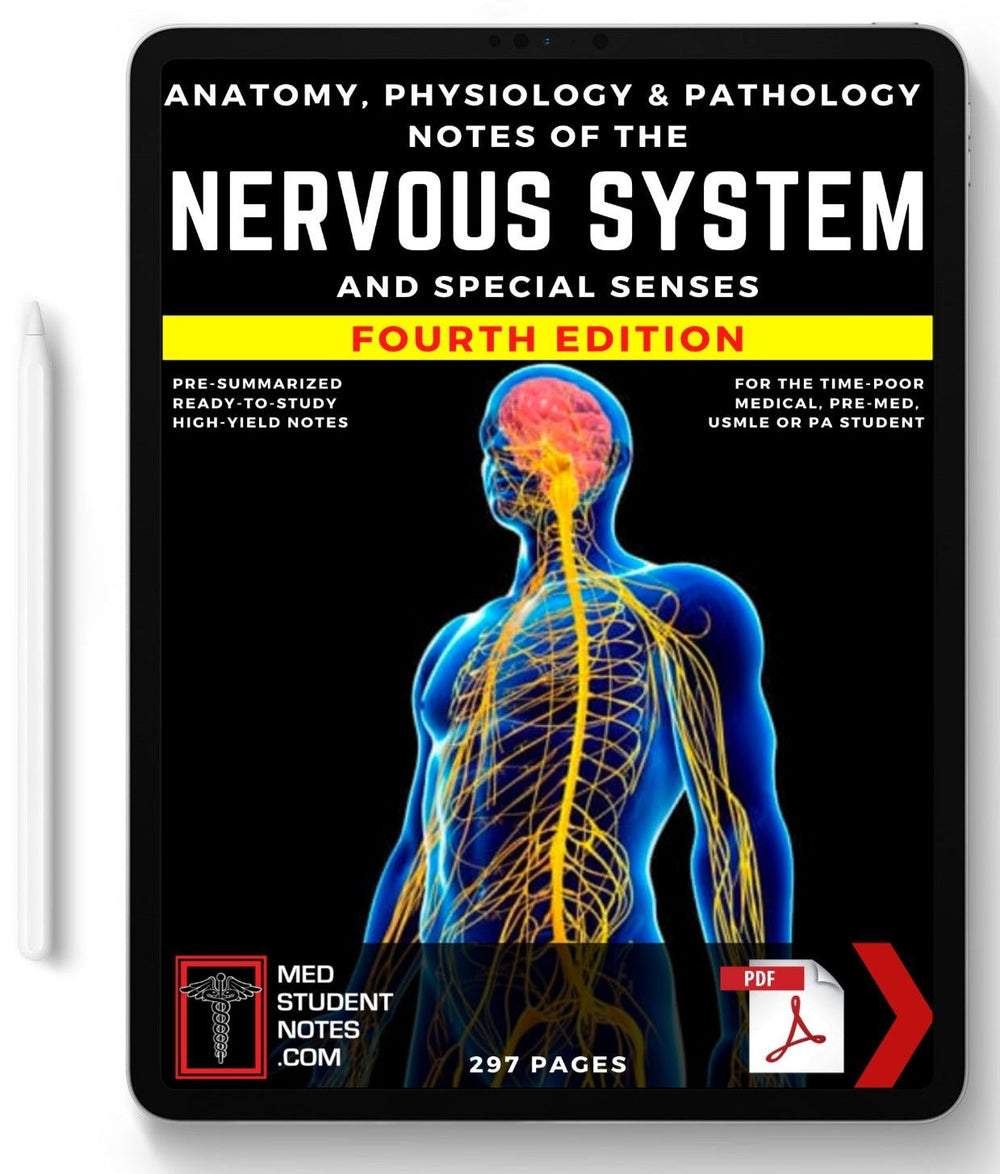 ANATOMY, PHYSIOLOGY & PATHOLOGY
NOTES OF THE
NERVOUS SYSTEM
AND SPECIAL SENSES
FOURTH EDITION
PRE-SUMMARIZED
READY-TO-STUDY
HIGH-YIELD NOTES
FOR THE TIME-POOR
MEDICAL, PRE-MED,
USMLE OR PA STUDENT
MED
STUDENT
NOTES
.COM
297 PAGES
PDF